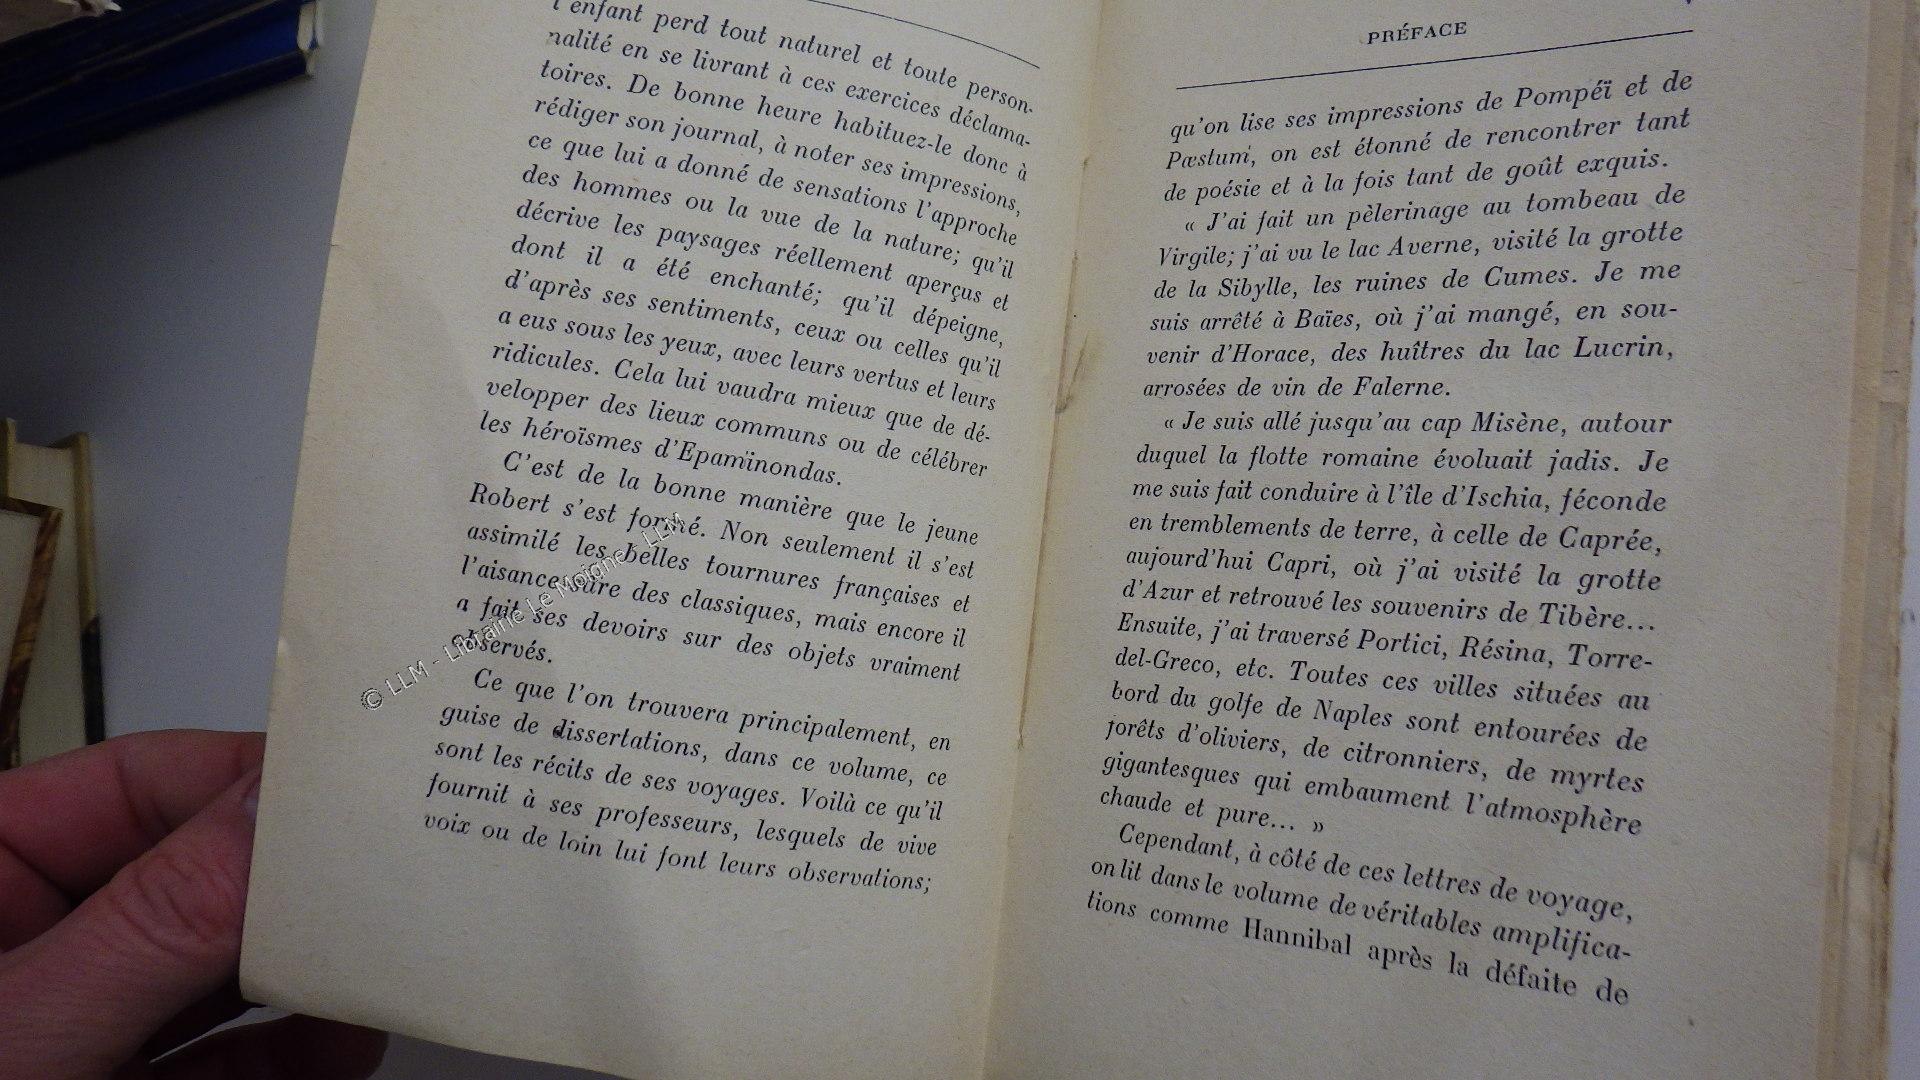 l'enfant perd tout naturel et toute person-
nalité en se livrant à ces exercices déclama-
toires. De bonne heure habituez-le donc à
rédiger son journal, à noter ses impressions,
ce que lui a donné de sensations l'approche
des hommes ou la vue de la nature; qu'il
décrive les paysages réellement aperçus et
dont il a été enchanté; qu'il dépeigne,
d'après ses sentiments, ceux ou celles qu'il
a eus sous les yeux, avec leurs vertus et leurs
ridicules. Cela lui vaudra mieux que de dé-
velopper des lieux communs ou de célébrer
les héroïsmes d'Epaminondas.
C'est de la bonne manière que le jeune
Robert s'est formé. Non seulement il s'est
assimilé les belles tournures françaises et
l'aisance sûre des classiques, mais encore il
a fait ses devoirs sur des objets vraiment
observés.
Ce que l'on trouvera principalement, en
guise de dissertations, dans ce volume, ce
sont les récits de ses voyages. Voilà ce qu'il
fournit à ses professeurs, lesquels de vive
voix ou de loin lui font leurs observations;
© LLM - Librairie Le Moigne - LLM
PRÉFACE
qu'on lise ses impressions de Pompéï et de
Pæstum, on est étonné de rencontrer tant
de poésie et à la fois tant de goût exquis.
« J'ai fait un pèlerinage au tombeau de
Virgile; j'ai vu le lac Averne, visité la grotte
de la Sibylle, les ruines de Cumes. Je me
suis arrêté à Baïes, où j'ai mangé, en sou-
venir d'Horace, des huîtres du lac Lucrin,
arrosées de vin de Falerne.
« Je suis allé jusqu'au cap Misène, autour
duquel la flotte romaine évoluait jadis. Je
me suis fait conduire à l'île d'Ischia, féconde
en tremblements de terre, à celle de Caprée,
aujourd'hui Capri, où j'ai visité la grotte
d'Azur et retrouvé les souvenirs de Tibère...
Ensuite, j'ai traversé Portici, Résina, Torre-
del-Greco, etc. Toutes ces villes situées au
bord du golfe de Naples sont entourées de
forêts d'oliviers, de citronniers, de myrtes
gigantesques qui embaument l'atmosphère
chaude et pure... »
Cependant, à côté de ces lettres de voyage,
on lit dans le volume de véritables amplifica-
tions comme Hannibal après la défaite de